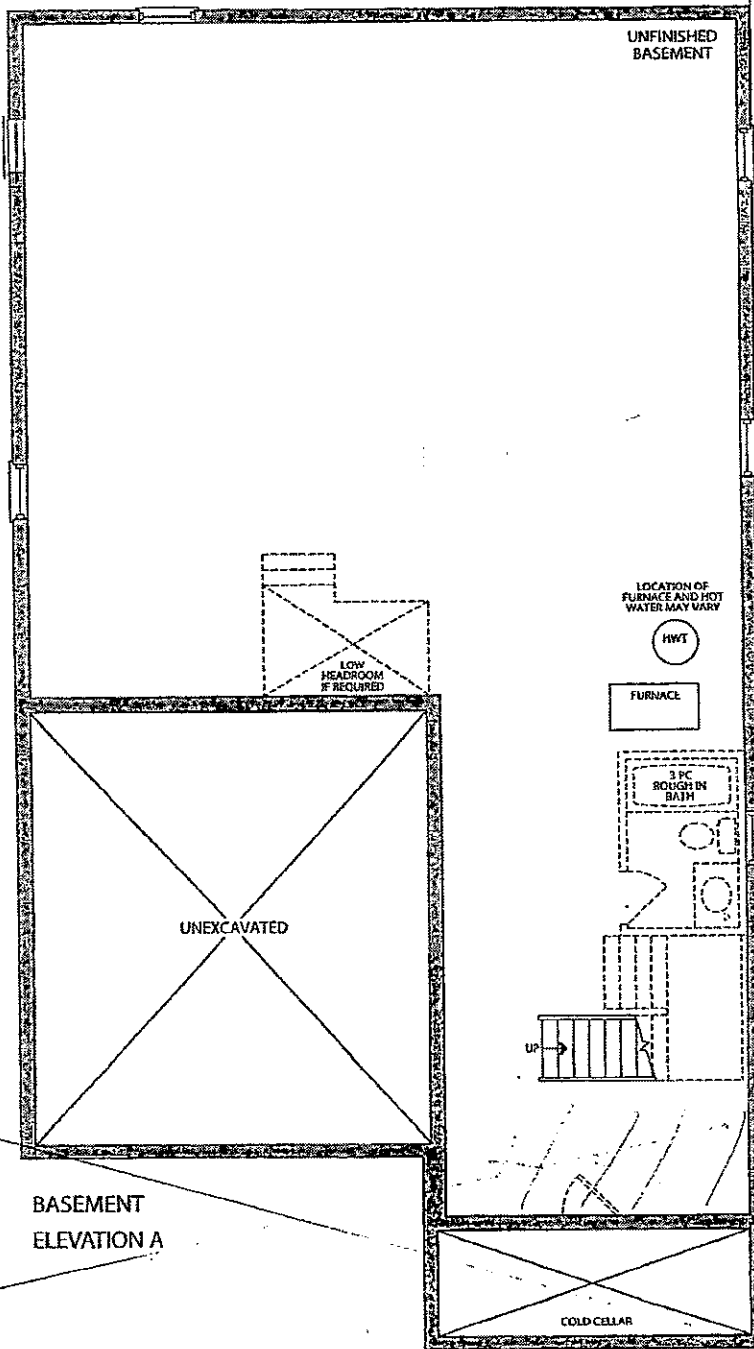 UNFINISHED
BASEMENT
LOCATION OF
FURNACE AND HOT
WATER MAY VARY
HWT
LOW
HEADROOM
IF REQUIRED
FURNACE
3 PC
ROUGH IN
BATH
UNEXCAVATED
UP
BASEMENT
ELEVATION A
COLD CELLAR